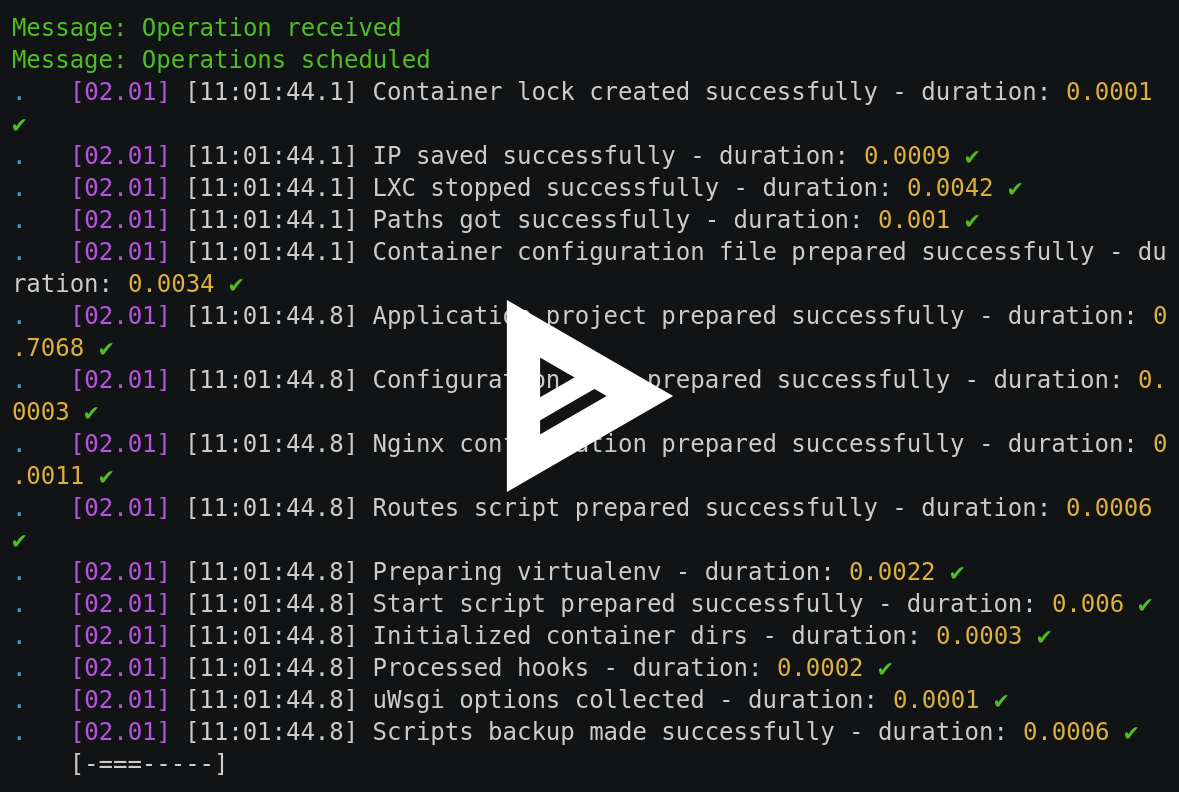 Message: Operation received
Message: Operations scheduled
.   [02.01] [11:01:44.1] Container lock created successfully - duration: 0.0001
✔
.   [02.01] [11:01:44.1] IP saved successfully - duration: 0.0009 ✔
.   [02.01] [11:01:44.1] LXC stopped successfully - duration: 0.0042 ✔
.   [02.01] [11:01:44.1] Paths got successfully - duration: 0.001 ✔
.   [02.01] [11:01:44.1] Container configuration file prepared successfully - du
ration: 0.0034 ✔
.   [02.01] [11:01:44.8] Application project prepared successfully - duration: 0
.7068 ✔
.   [02.01] [11:01:44.8] Configuration prepared successfully - duration: 0.
0003 ✔
.   [02.01] [11:01:44.8] Nginx configuration prepared successfully - duration: 0
.0011 ✔
.   [02.01] [11:01:44.8] Routes script prepared successfully - duration: 0.0006
✔
.   [02.01] [11:01:44.8] Preparing virtualenv - duration: 0.0022 ✔
.   [02.01] [11:01:44.8] Start script prepared successfully - duration: 0.006 ✔
.   [02.01] [11:01:44.8] Initialized container dirs - duration: 0.0003 ✔
.   [02.01] [11:01:44.8] Processed hooks - duration: 0.0002 ✔
.   [02.01] [11:01:44.8] uWsgi options collected - duration: 0.0001 ✔
.   [02.01] [11:01:44.8] Scripts backup made successfully - duration: 0.0006 ✔
    [-===-----]